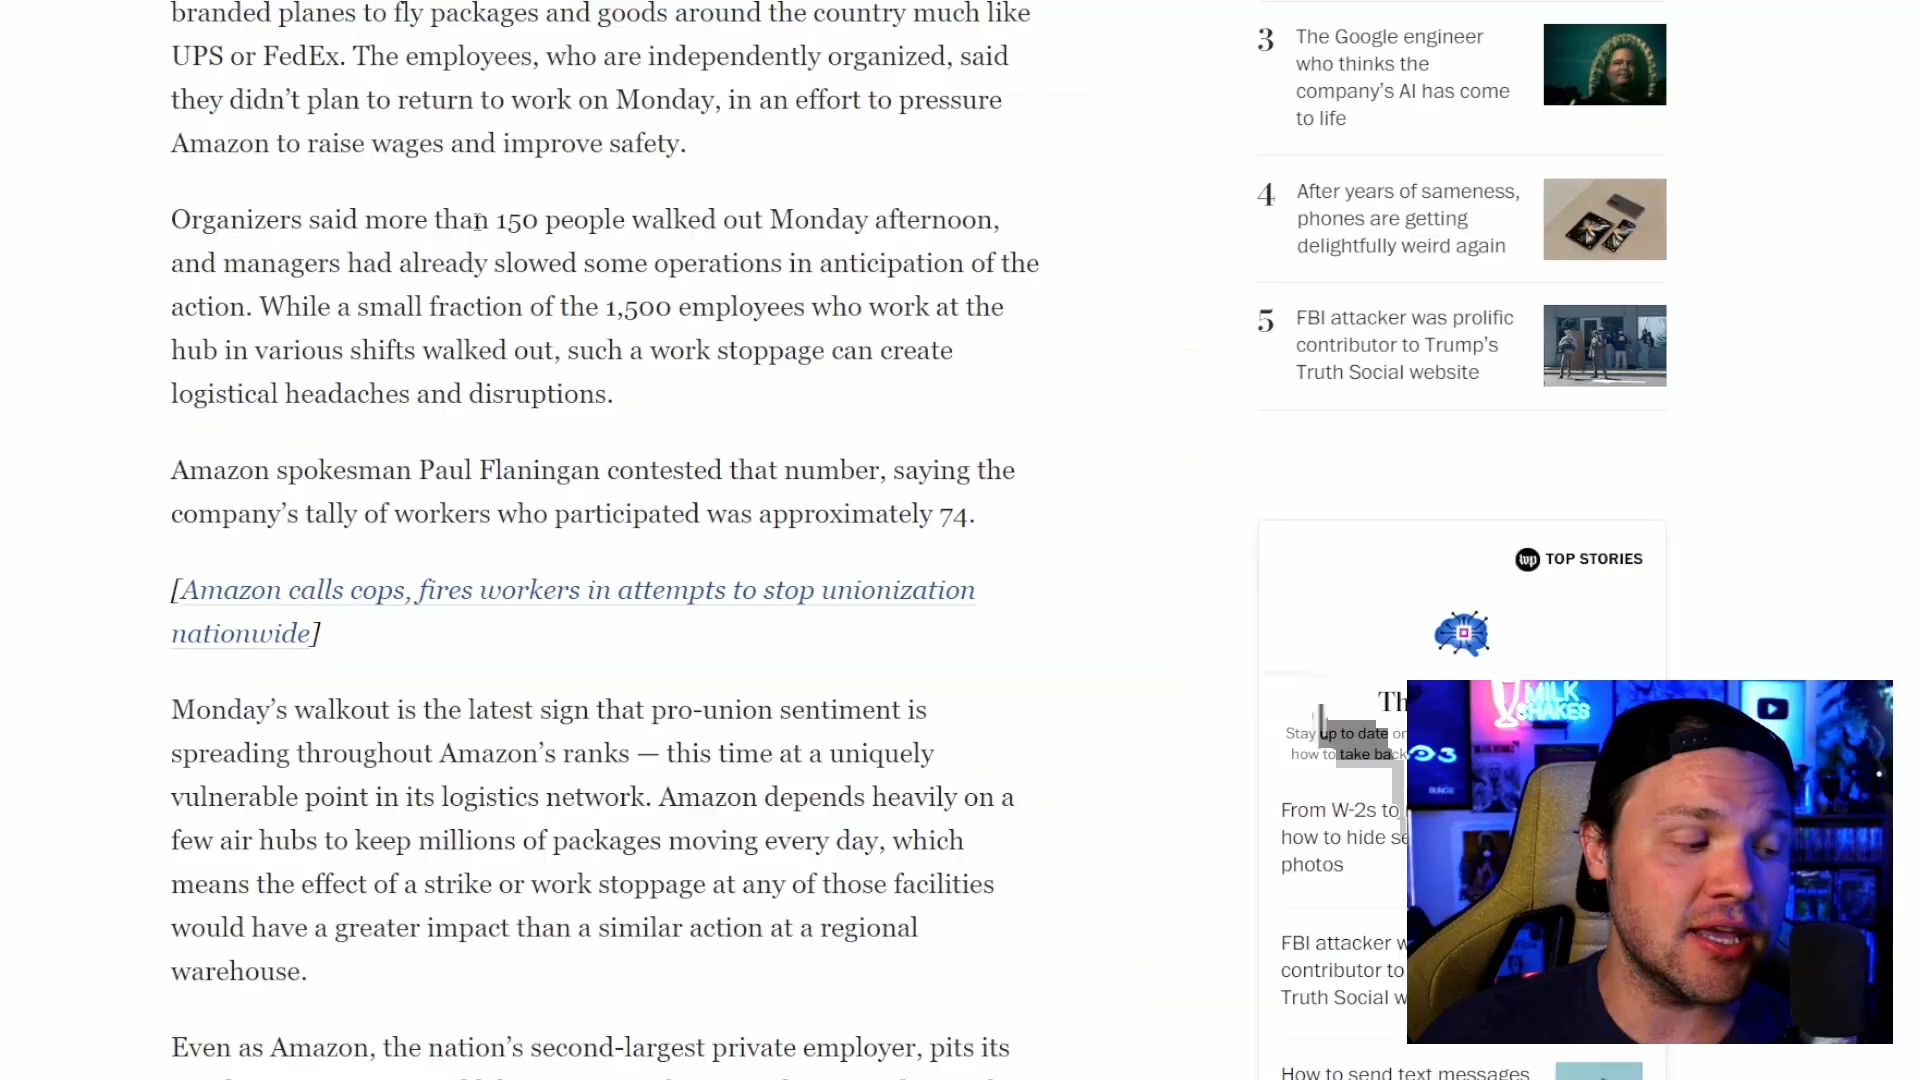 branded planes to fly packages and goods around the country much like
UPS or FedEx. The employees, who are independently organized, said
they didn’t plan to return to work on Monday, in an effort to pressure
Amazon to raise wages and improve safety.
Organizers said more than 150 people walked out Monday afternoon,
and managers had already slowed some operations in anticipation of the
action. While a small fraction of the 1,500 employees who work at the
hub in various shifts walked out, such a work stoppage can create
logistical headaches and disruptions.
Amazon spokesman Paul Flaningan contested that number, saying the
company’s tally of workers who participated was approximately 74.
[Amazon calls cops, fires workers in attempts to stop unionization
nationwide]
Monday’s walkout is the latest sign that pro-union sentiment is
spreading throughout Amazon’s ranks — this time at a uniquely
vulnerable point in its logistics network. Amazon depends heavily on a
few air hubs to keep millions of packages moving every day, which
means the effect of a strike or work stoppage at any of those facilities
would have a greater impact than a similar action at a regional
warehouse.
Even as Amazon, the nation’s second-largest private employer, pits its
3
The Google engineer
who thinks the
company’s AI has come
to life
4
After years of sameness,
phones are getting
delightfully weird again
5
FBI attacker was prolific
contributor to Trump’s
Truth Social website
wp TOP STORIES
Th
Stay up to date on
how to take back
From W-2s to
how to hide se
photos
FBI attacker w
contributor to
Truth Social w
How to send text messages
MILK
SHAKES